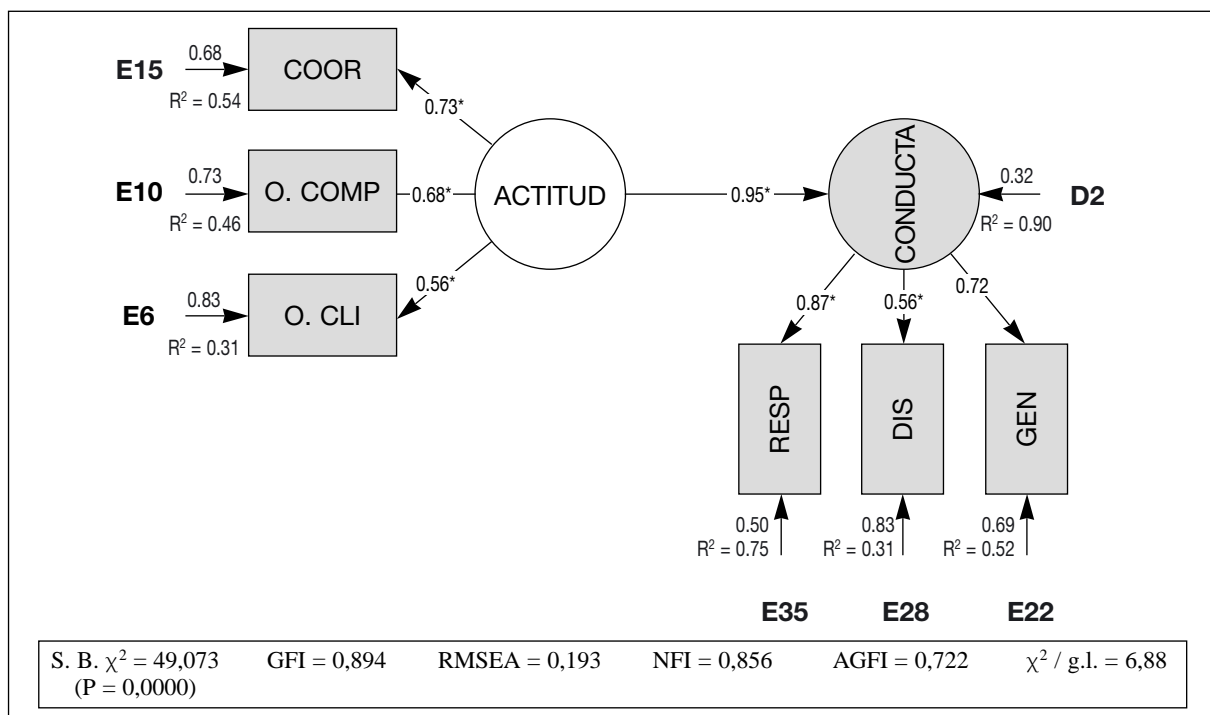 0.68
E15
COOR
R² = 0.54
0.73*
0.73
E10
O. COMP
0.68*
R² = 0.46
ACTITUD
0.95*
CONDUCTA
0.32
D2
R² = 0.90
0.56*
0.83
E6
O. CLI
R² = 0.31
0.87*
0.56*
0.72
RESP
DIS
GEN
0.50
R² = 0.75
0.83
R² = 0.31
0.69
R² = 0.52
E35
E28
E22
S. B. χ² = 49,073 GFI = 0,894 RMSEA = 0,193 NFI = 0,856 AGFI = 0,722 χ² / g.l. = 6,88
(P = 0,0000)